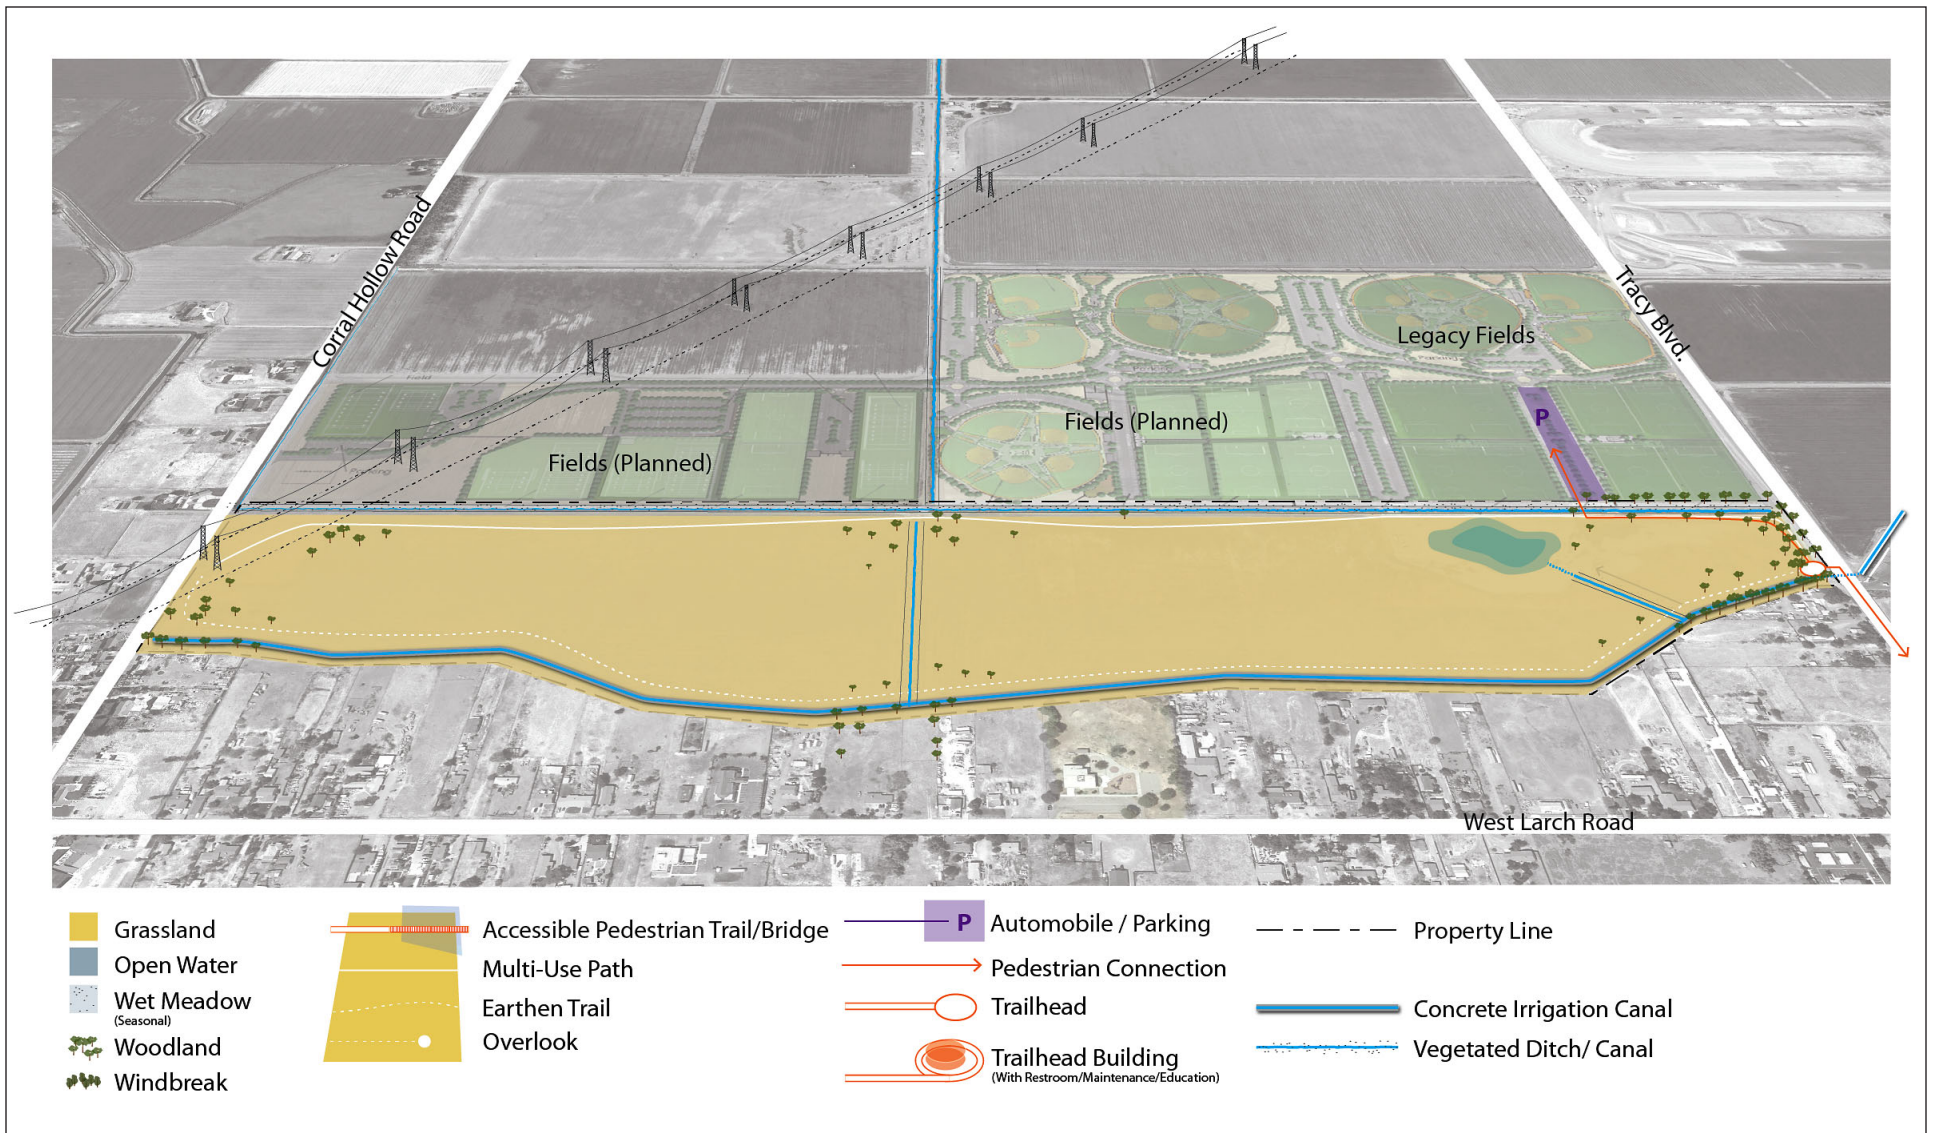 Corral Hollow Road
Tracy Blvd.
Legacy Fields
P
Fields (Planned)
Fields (Planned)
West Larch Road
Grassland
Open Water
Wet Meadow
(Seasonal)
Woodland
Windbreak
Accessible Pedestrian Trail/Bridge
Multi-Use Path
Earthen Trail
Overlook
P Automobile / Parking
Pedestrian Connection
Trailhead
Trailhead Building
(With Restroom/Maintenance/Education)
Property Line
Concrete Irrigation Canal
Vegetated Ditch/ Canal